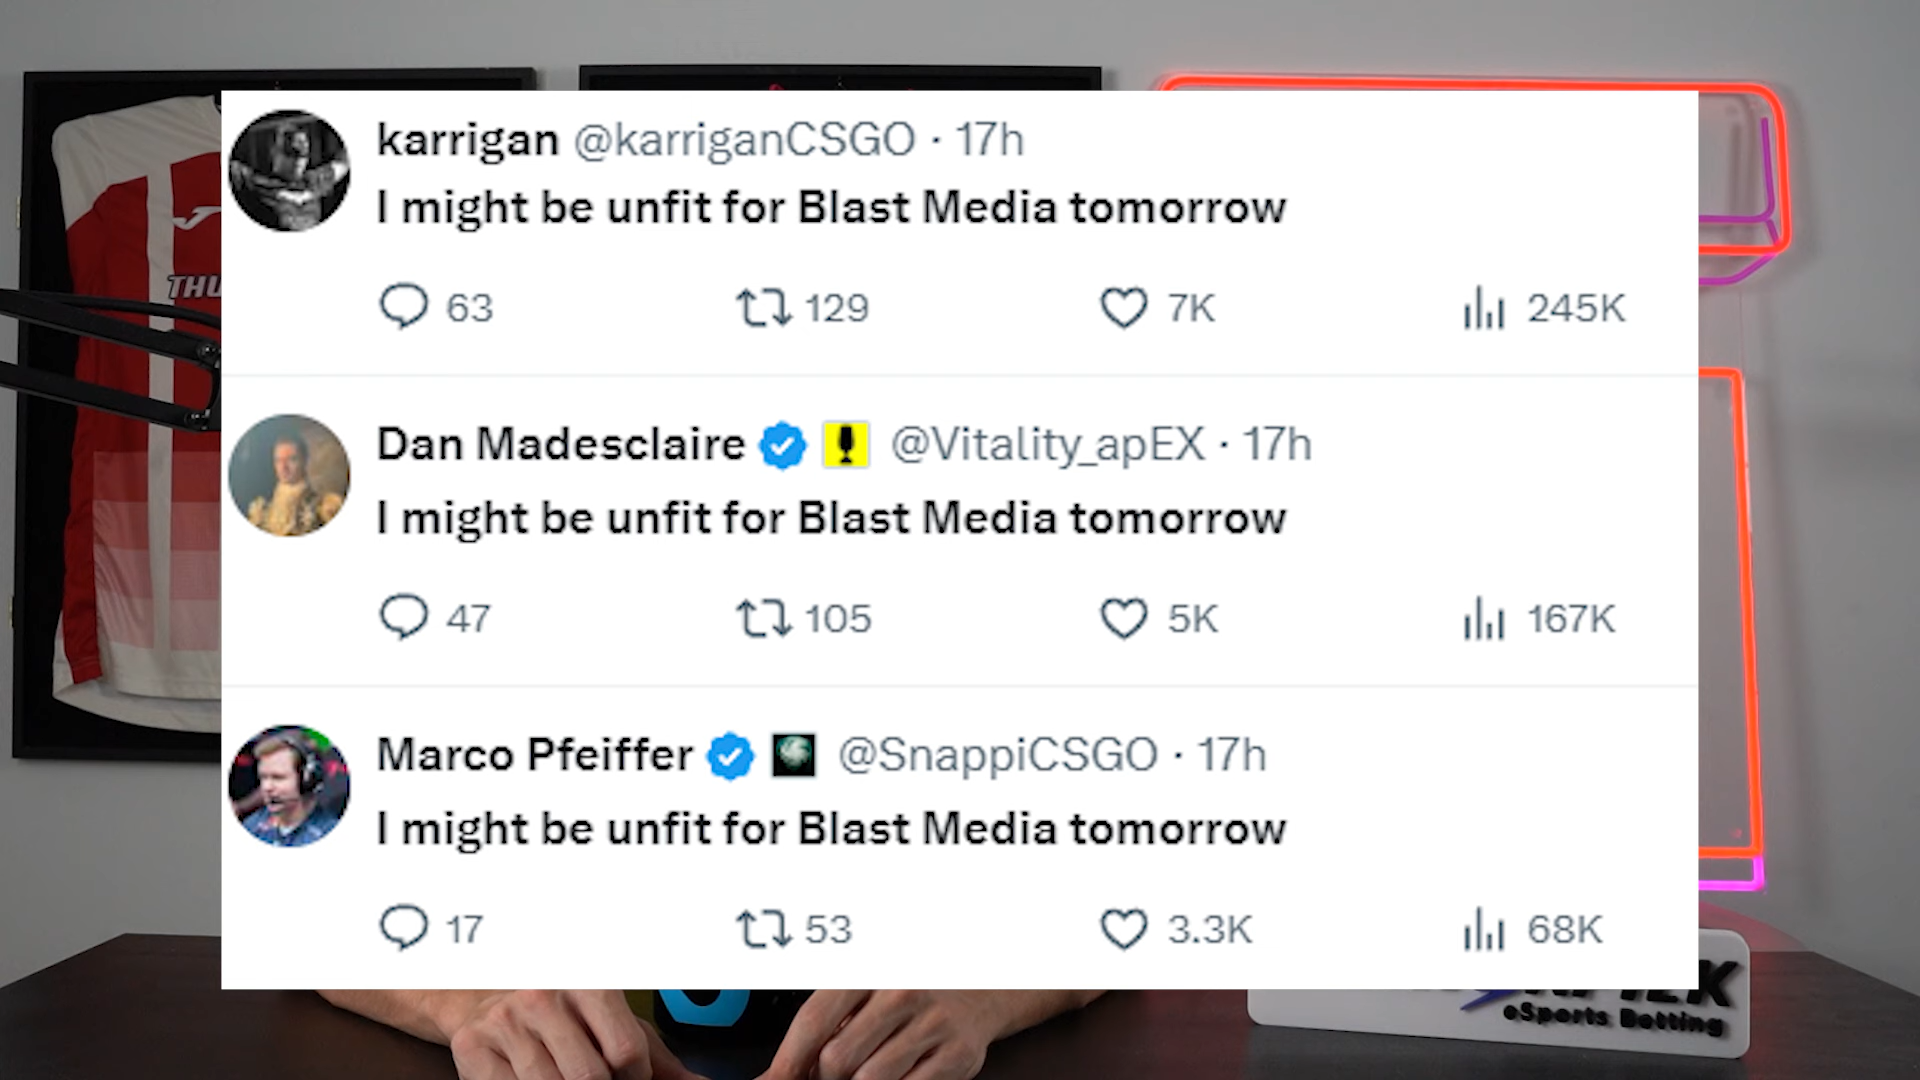 karrigan @karriganCSGO · 17h
I might be unfit for Blast Media tomorrow
63 129 7K 245K
Dan Madesclaire @Vitality_apEX · 17h
I might be unfit for Blast Media tomorrow
47 105 5K 167K
Marco Pfeiffer @SnappiCSGO · 17h
I might be unfit for Blast Media tomorrow
17 53 3.3K 68K
THU
eSports Betting